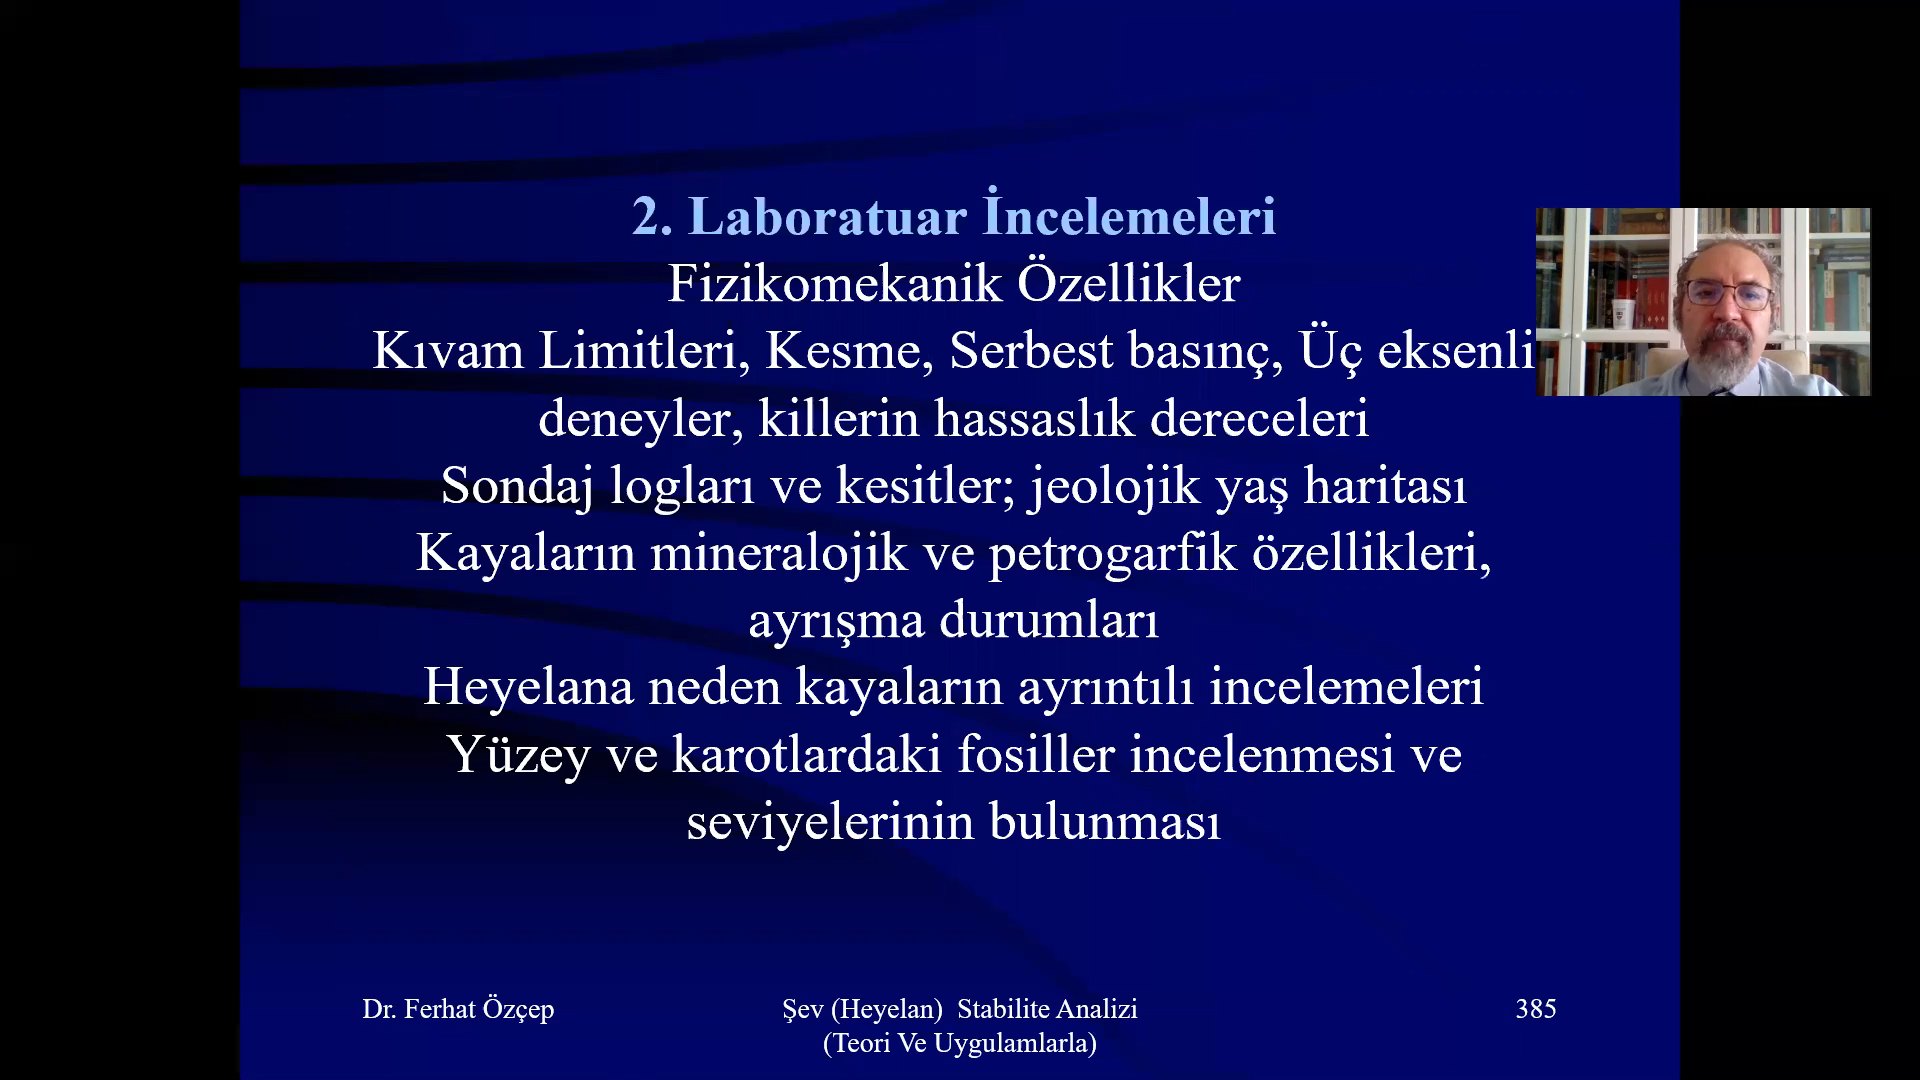 2. Laboratuar İncelemeleri
Fizikomekanik Özellikler
Kıvam Limitleri, Kesme, Serbest basınç, Üç eksenli
deneyler, killerin hassaslık dereceleri
Sondaj logları ve kesitler; jeolojik yaş haritası
Kayaların mineralojik ve petrogarfik özellikleri,
ayrışma durumları
Heyelana neden kayaların ayrıntılı incelemeleri
Yüzey ve karotlardaki fosiller incelenmesi ve
seviyelerinin bulunması
Dr. Ferhat Özçep
Şev (Heyelan) Stabilite Analizi
(Teori Ve Uygulamlarla)
385